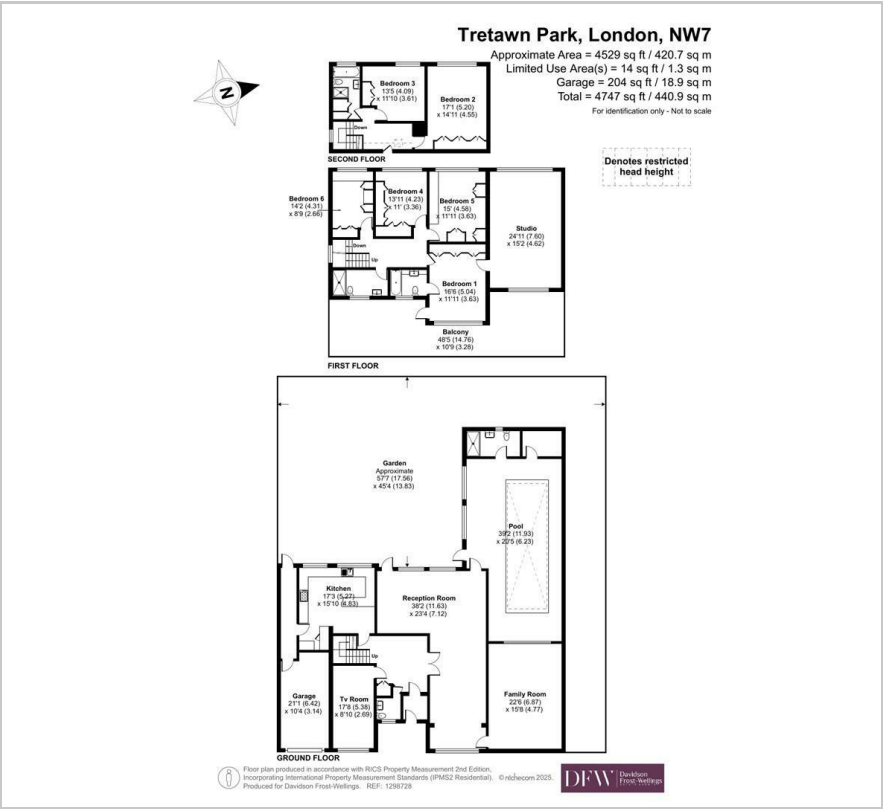 Tretawn Park, London, NW7
Approximate Area = 4529 sq ft / 420.7 sq m
Limited Use Area(s) = 14 sq ft / 1.3 sq m
Garage = 204 sq ft / 18.9 sq m
Total = 4747 sq ft / 440.9 sq m
For identification only - Not to scale
N
Bedroom 3
13'5 (4.09)
x 11'10 (3.61)
Bedroom 2
17'1 (5.20)
x 14'11 (4.55)
Down
SECOND FLOOR
Denotes restricted
head height
Bedroom 6
14'2 (4.31)
x 8'9 (2.66)
Bedroom 4
13'11 (4.23)
x 11' (3.36)
Bedroom 5
15' (4.58)
x 11'11 (3.63)
Studio
24'11 (7.60)
x 15'2 (4.62)
Down
Up
Bedroom 1
16'6 (5.04)
x 11'11 (3.63)
Balcony
48'5 (14.76)
x 10'9 (3.28)
FIRST FLOOR
Garden
Approximate
57'7 (17.56)
x 45'4 (13.83)
Pool
39'2 (11.93)
x 20'5 (6.23)
Kitchen
17'3 (5.27)
x 15'10 (4.83)
Reception Room
38'2 (11.63)
x 23'4 (7.12)
Up
Garage
21'1 (6.42)
x 10'4 (3.14)
Tv Room
17'8 (5.38)
x 8'10 (2.69)
Family Room
22'6 (6.87)
x 15'8 (4.77)
GROUND FLOOR
Floor plan produced in accordance with RICS Property Measurement 2nd Edition,
Incorporating International Property Measurement Standards (IPMS2 Residential). © nichecom 2025.
Produced for Davidson Frost-Wellings. REF: 1298728
DFW
Davidson
Frost-Wellings